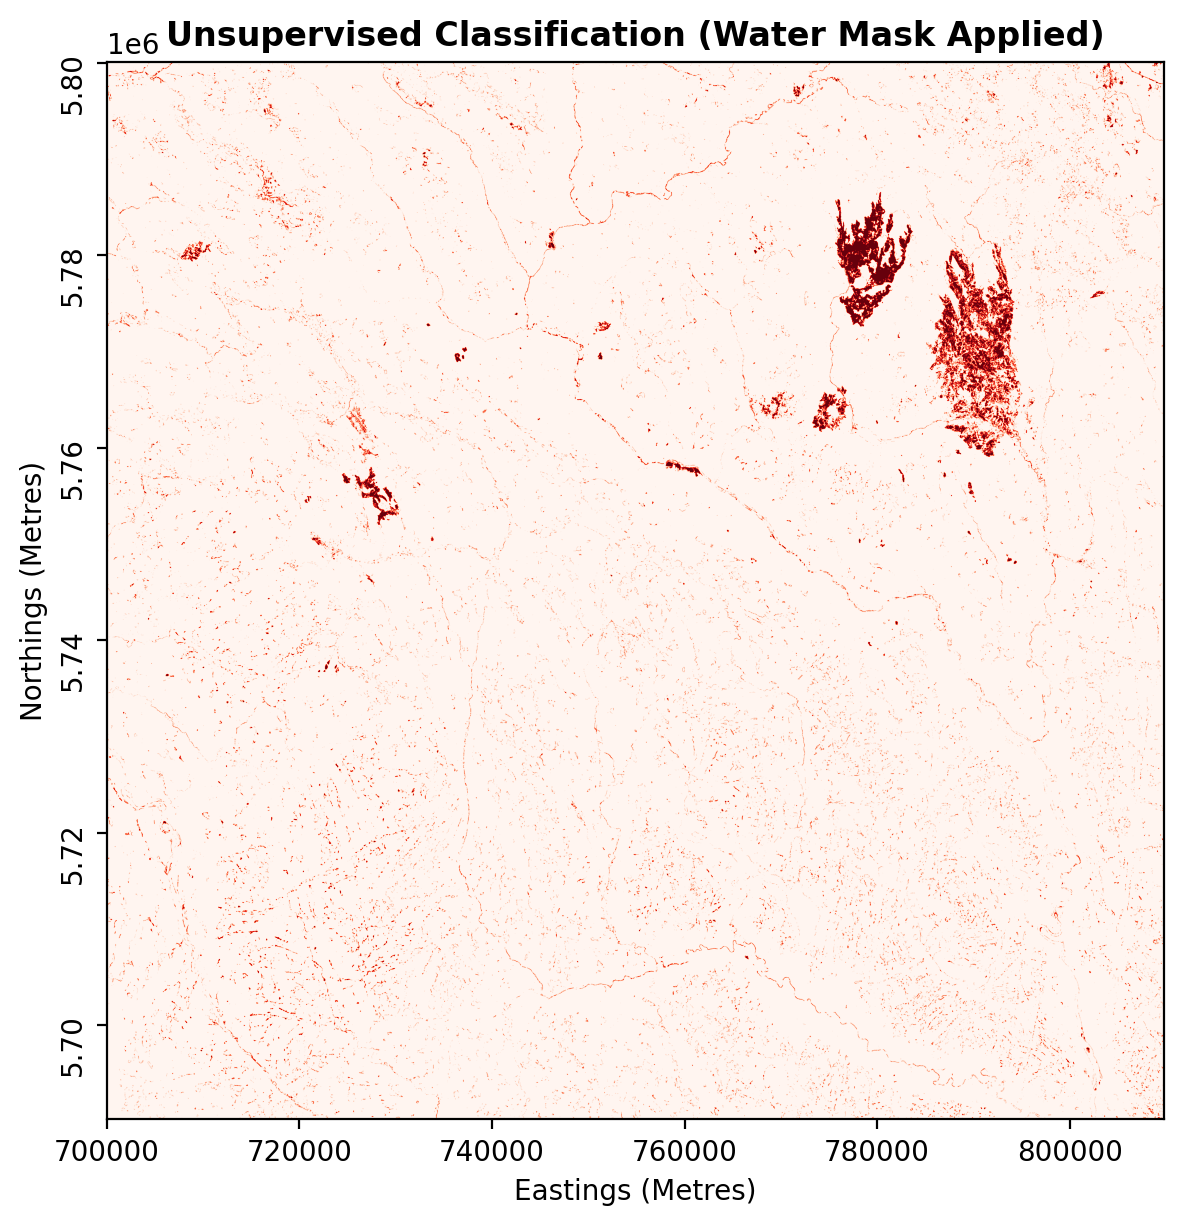 Unsupervised Classification (Water Mask Applied)
1e6
5.80
5.78
5.76
5.74
5.72
5.70
Northings (Metres)
700000 720000 740000 760000 780000 800000
Eastings (Metres)